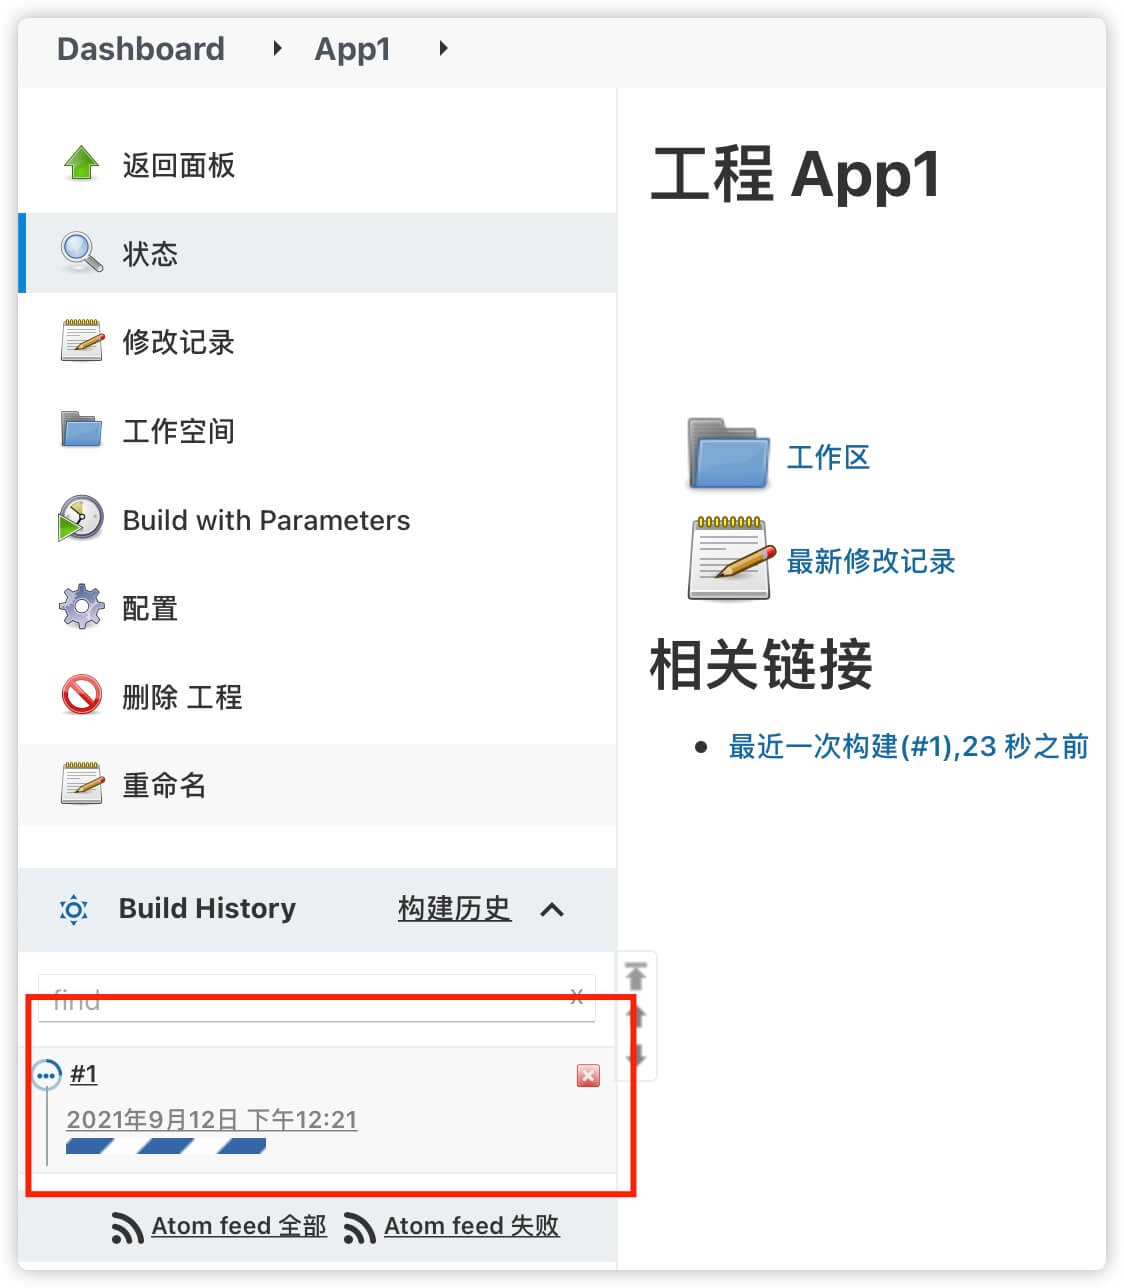 Dashboard App1
返回面板
状态
修改记录
工作空间
Build with Parameters
配置
删除 工程
重命名
Build History 构建历史
find x
#1
2021年9月12日 下午12:21
Atom feed 全部 Atom feed 失败
工程 App1
工作区
最新修改记录
相关链接
最近一次构建(#1),23 秒之前